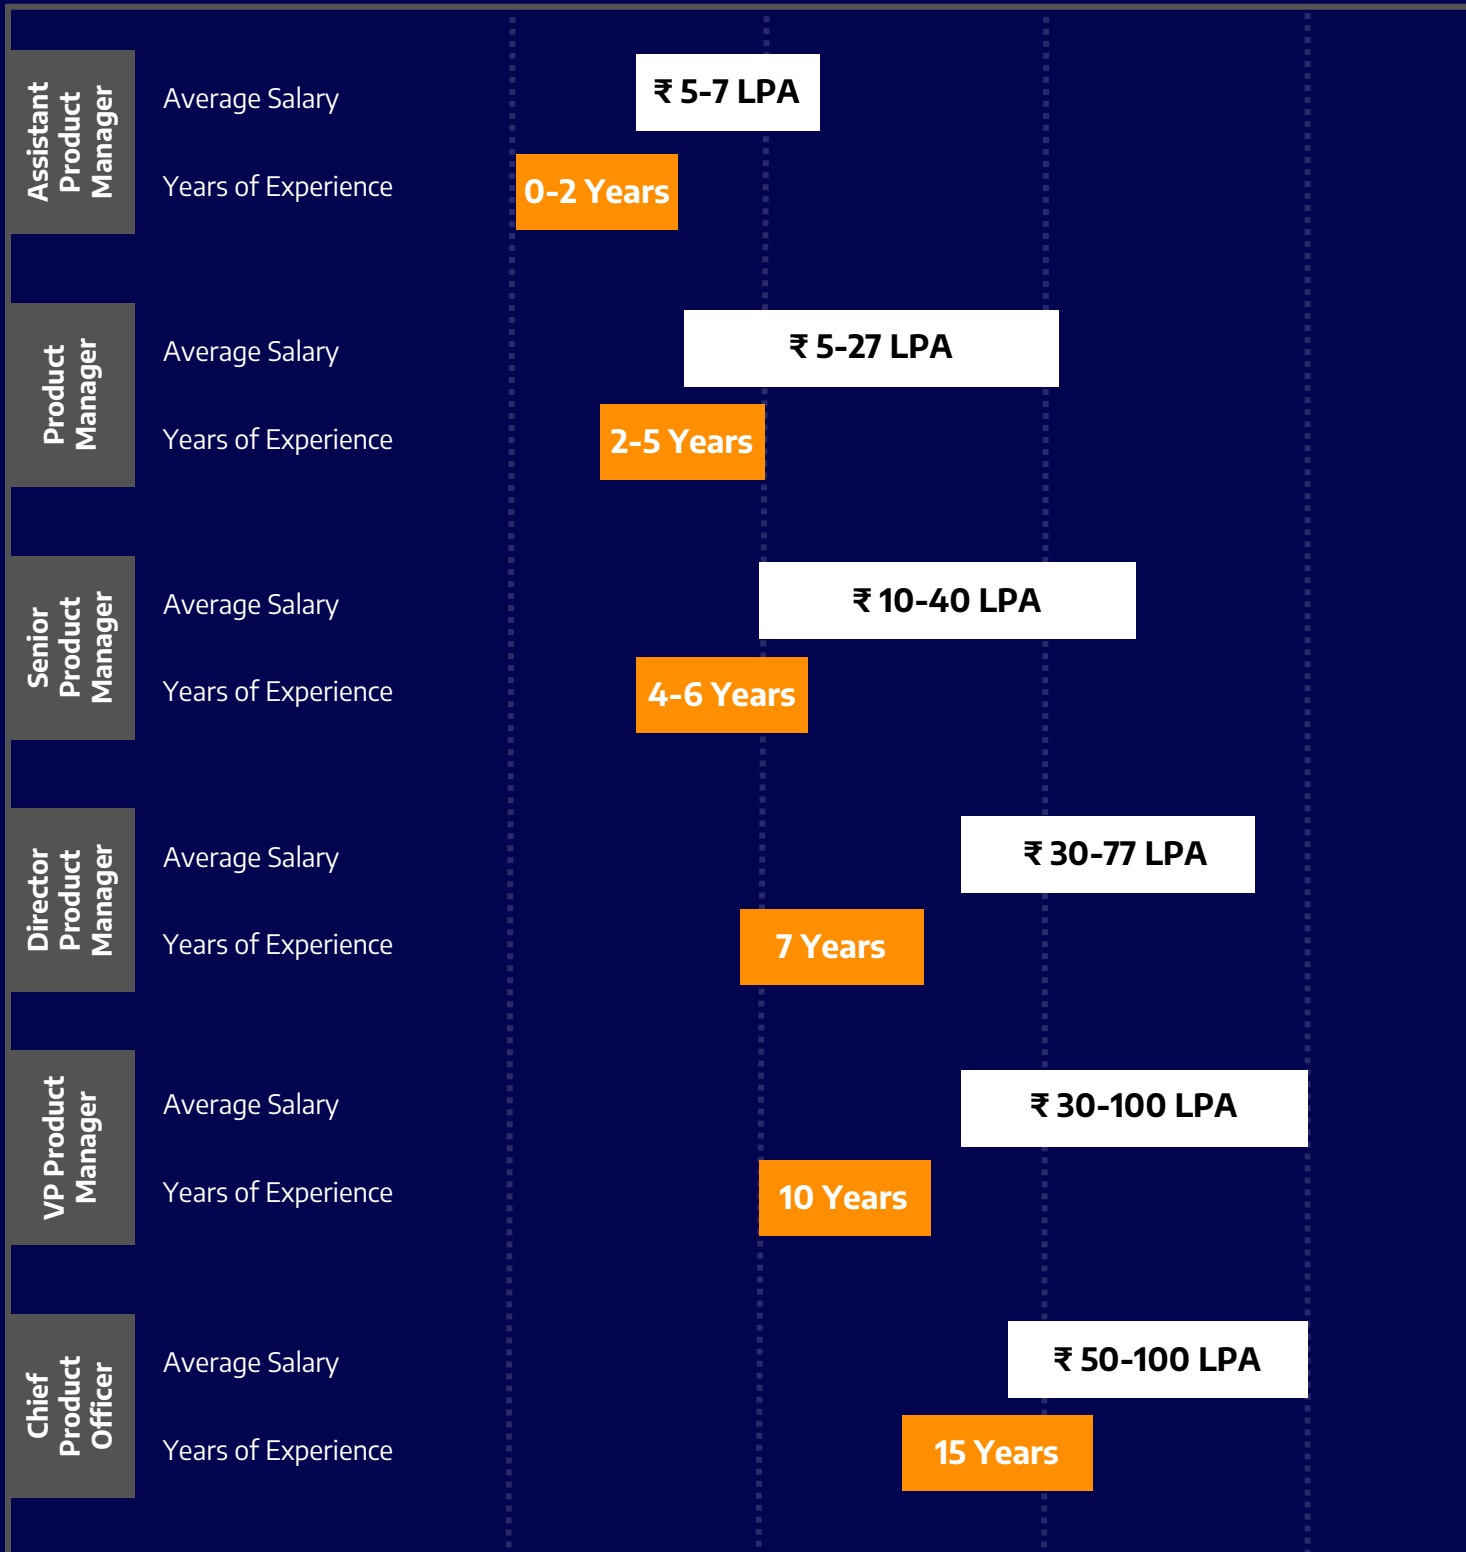 Assistant
Product
Manager
Average Salary
₹ 5-7 LPA
Years of Experience
0-2 Years
Product
Manager
Average Salary
₹ 5-27 LPA
Years of Experience
2-5 Years
Senior
Product
Manager
Average Salary
₹ 10-40 LPA
Years of Experience
4-6 Years
Director
Product
Manager
Average Salary
₹ 30-77 LPA
Years of Experience
7 Years
VP Product
Manager
Average Salary
₹ 30-100 LPA
Years of Experience
10 Years
Chief
Product
Officer
Average Salary
₹ 50-100 LPA
Years of Experience
15 Years